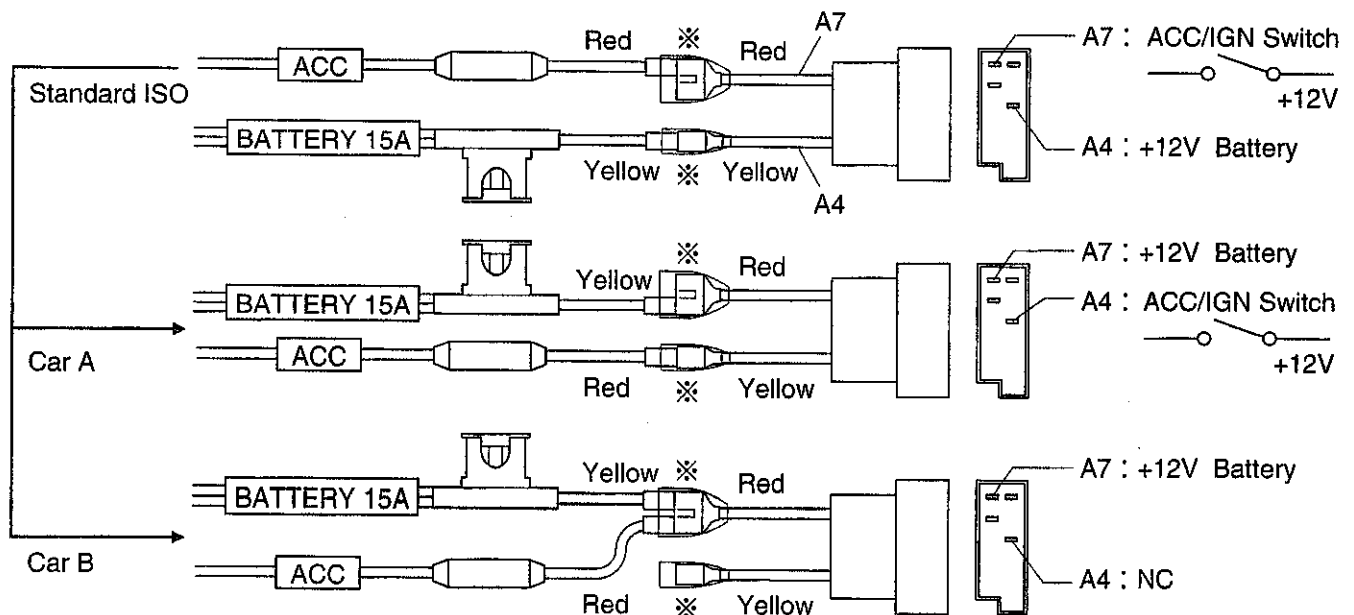 A7
Red ※ Red A7 : ACC/IGN Switch
ACC
Standard ISO +12V
BATTERY 15A
Yellow ※ Yellow A4 : +12V Battery
A4
※ Red A7 : +12V Battery
Yellow
BATTERY 15A A4 : ACC/IGN Switch
Car A ACC +12V
Red ※ Yellow
Yellow ※ Red A7 : +12V Battery
BATTERY 15A
Car B ACC A4 : NC
Red ※ Yellow